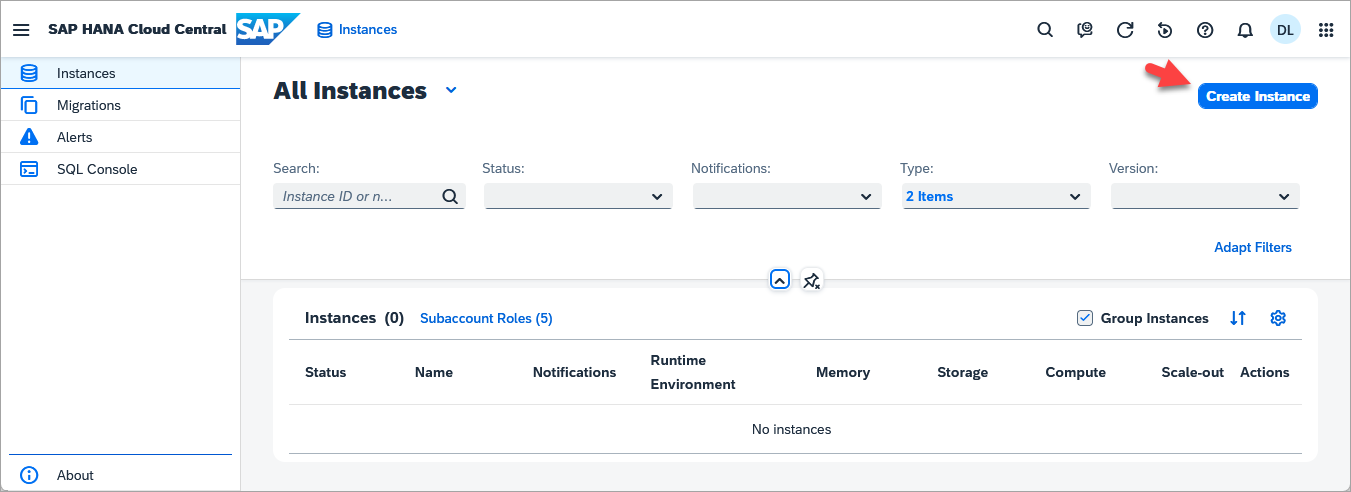 SAP HANA Cloud Central SAP Instances DL
Instances
Migrations
Alerts
SQL Console
About
All Instances
Create Instance
Search: Status: Notifications: Type: Version:
Instance ID or n... 2 Items
Adapt Filters
Instances (0) Subaccount Roles (5) Group Instances
Status Name Notifications Runtime Environment Memory Storage Compute Scale-out Actions
No instances